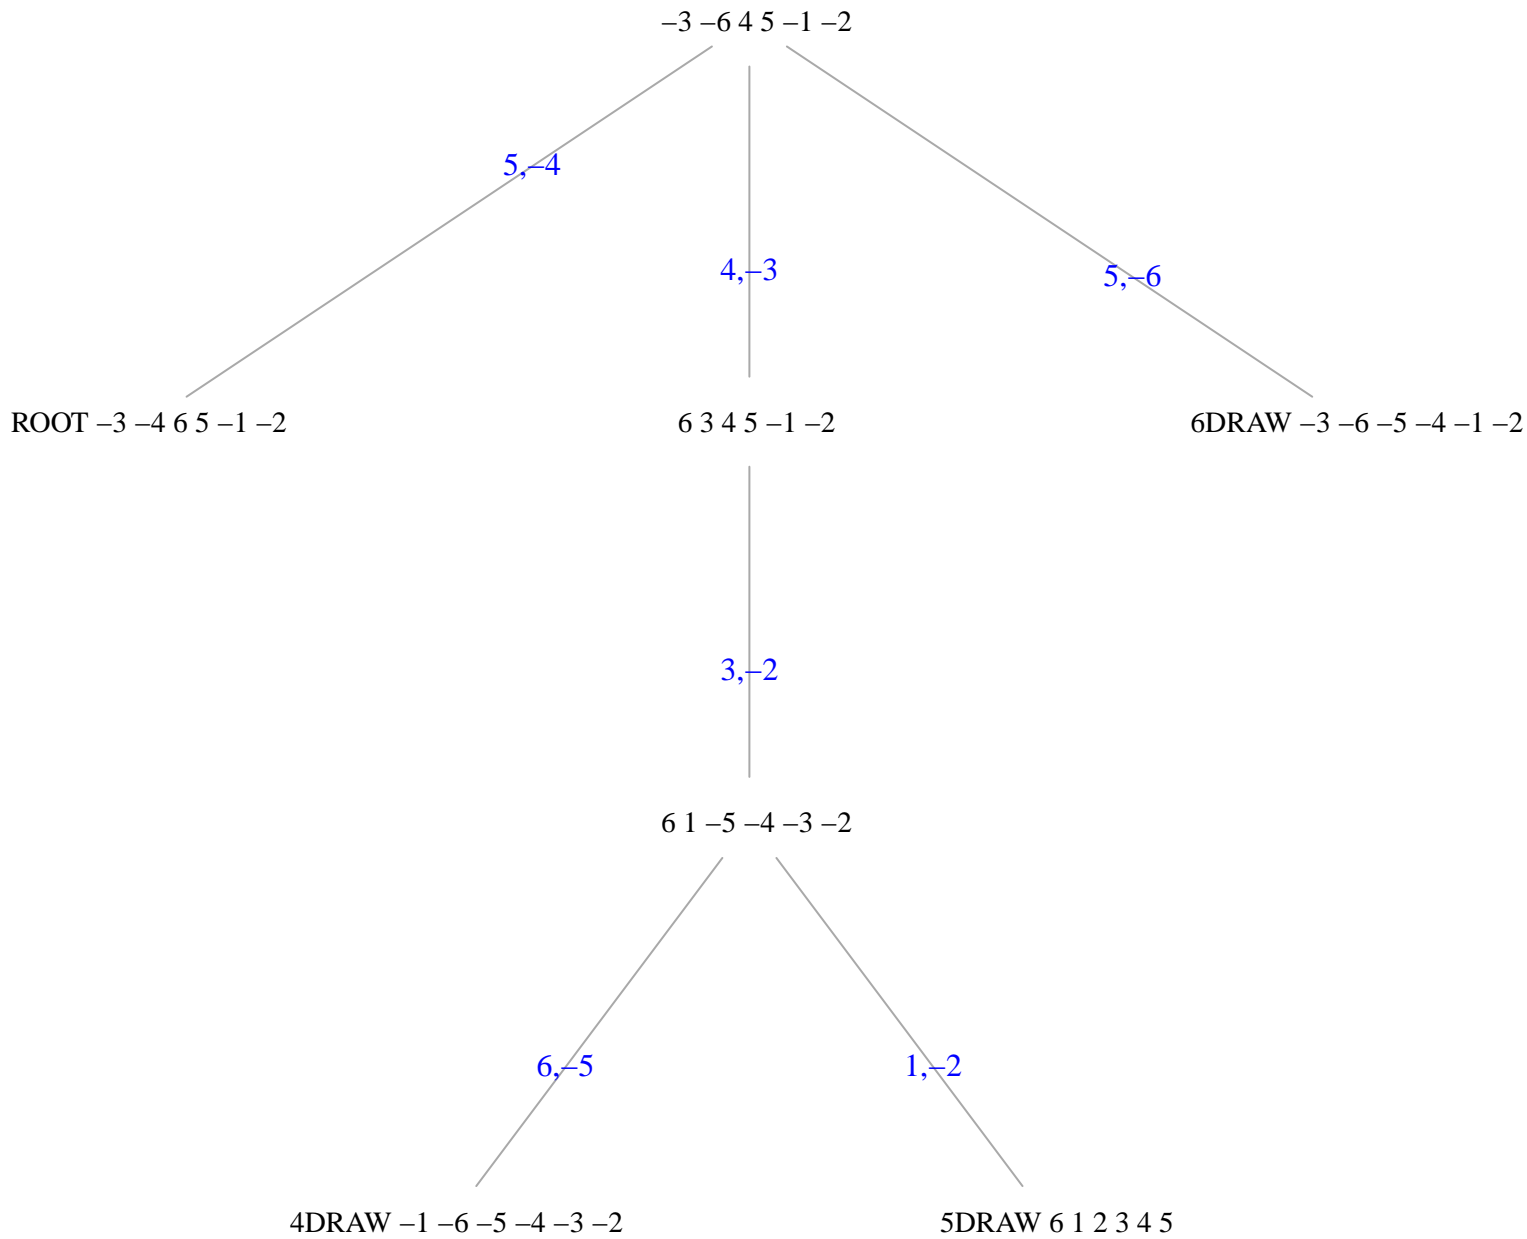 –3 –6 4 5 –1 –2
5,–4
4,–3
5,–6
ROOT –3 –4 6 5 –1 –2
6 3 4 5 –1 –2
6DRAW –3 –6 –5 –4 –1 –2
3,–2
6 1 –5 –4 –3 –2
6,–5
1,–2
4DRAW –1 –6 –5 –4 –3 –2
5DRAW 6 1 2 3 4 5